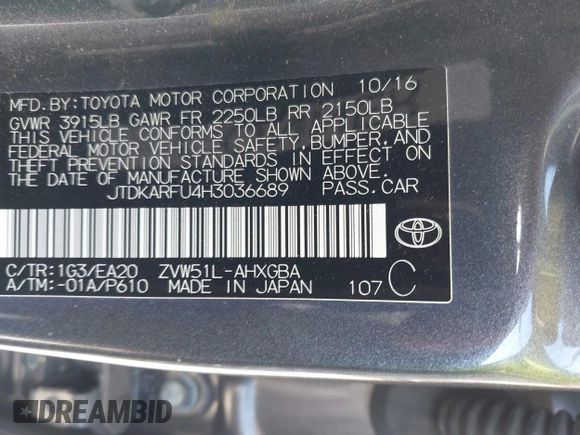 MFD.BY:TOYOTA MOTOR CORPORATION 10/16
GVWR 3915LB GAWR FR 2250LB RR 2150LB
THIS VEHICLE CONFORMS TO ALL APPLICABLE
FEDERAL MOTOR VEHICLE SAFETY,BUMPER,AND
THEFT PREVENTION STANDARDS IN EFFECT ON
THE DATE OF MANUFACTURE SHOWN ABOVE.
JTDKARFU4H3036689 PASS.CAR
C/TR:1G3/EA20 ZVW51L-AHXGBA
A/TM:-01A/P610 MADE IN JAPAN 107 C
DREAMBID